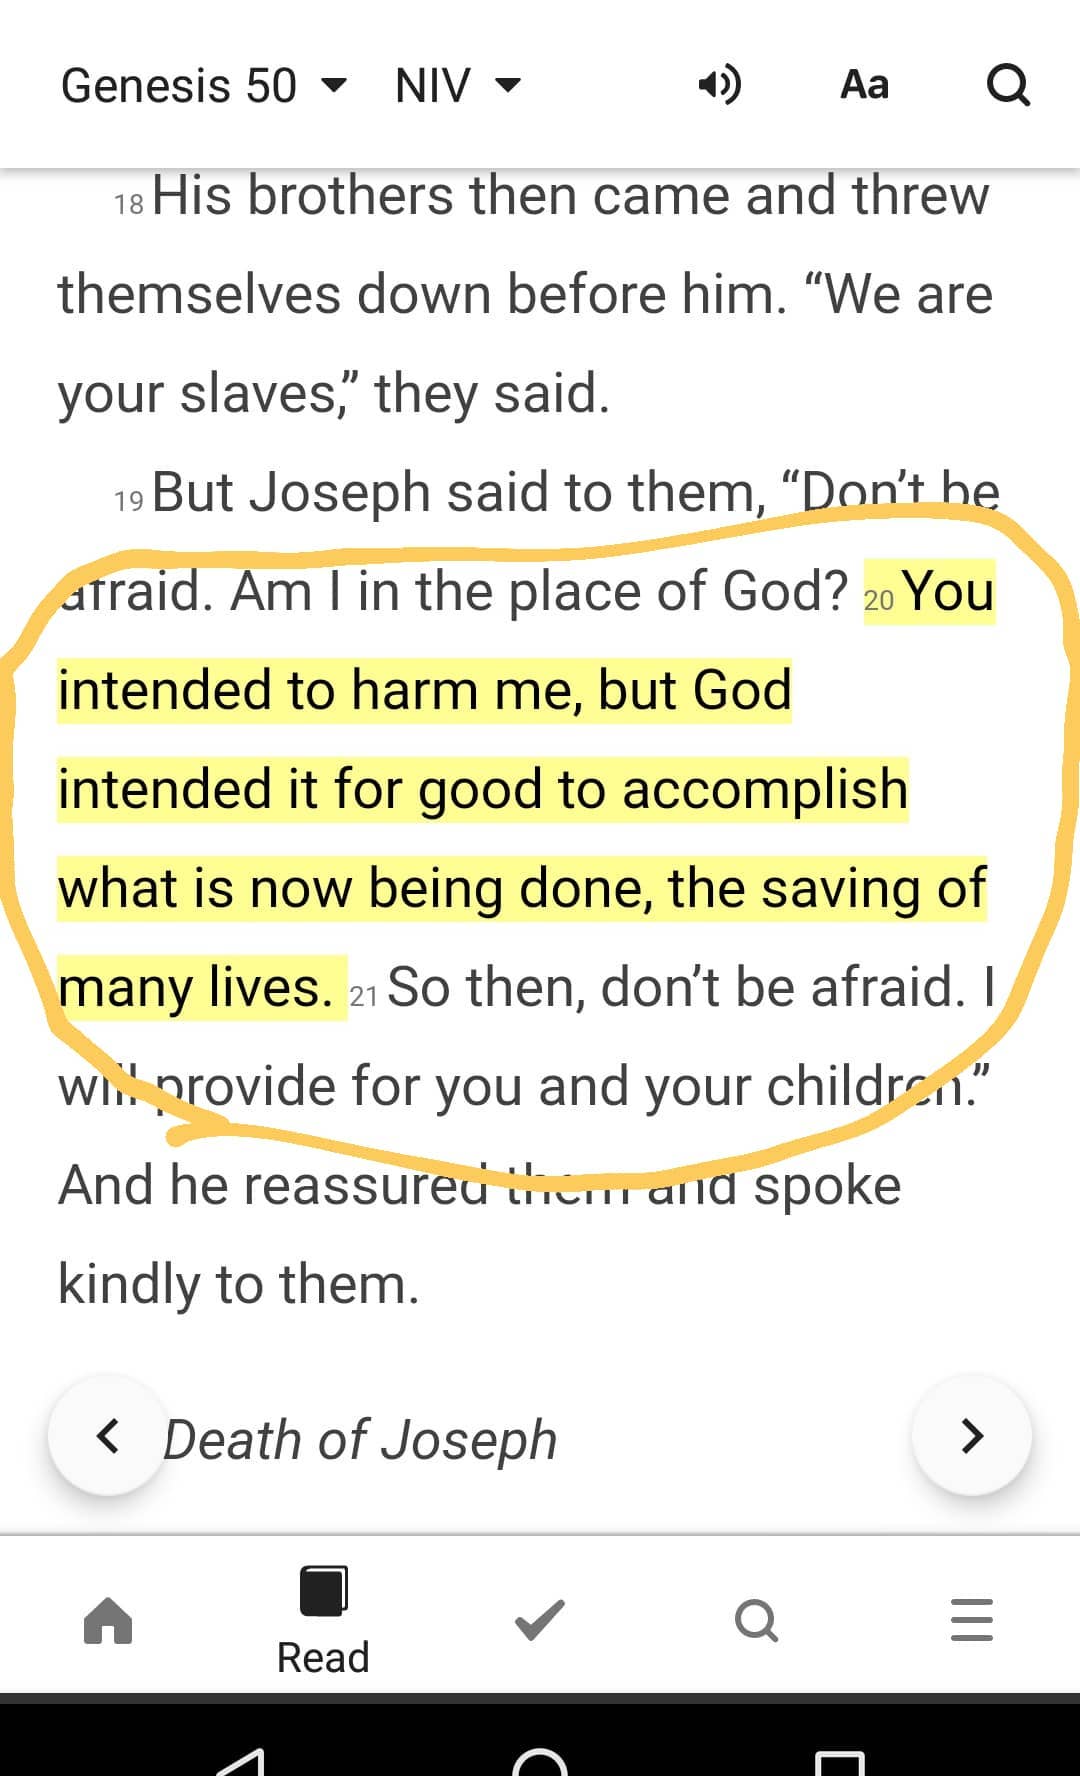 Genesis 50 NIV Aa
18 His brothers then came and threw
themselves down before him. “We are
your slaves,” they said.
19 But Joseph said to them, “Don’t be
afraid. Am I in the place of God? 20 You
intended to harm me, but God
intended it for good to accomplish
what is now being done, the saving of
many lives. 21 So then, don’t be afraid. I
will provide for you and your children.”
And he reassured them and spoke
kindly to them.
Death of Joseph
Read